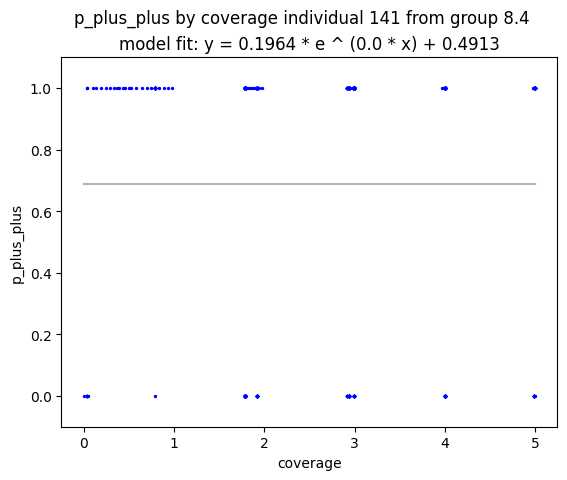 p_plus_plus by coverage individual 141 from group 8.4
model fit: y = 0.1964 * e ^ (0.0 * x) + 0.4913
1.0
0.8
0.6
0.4
0.2
0.0
p_plus_plus
0 1 2 3 4 5
coverage